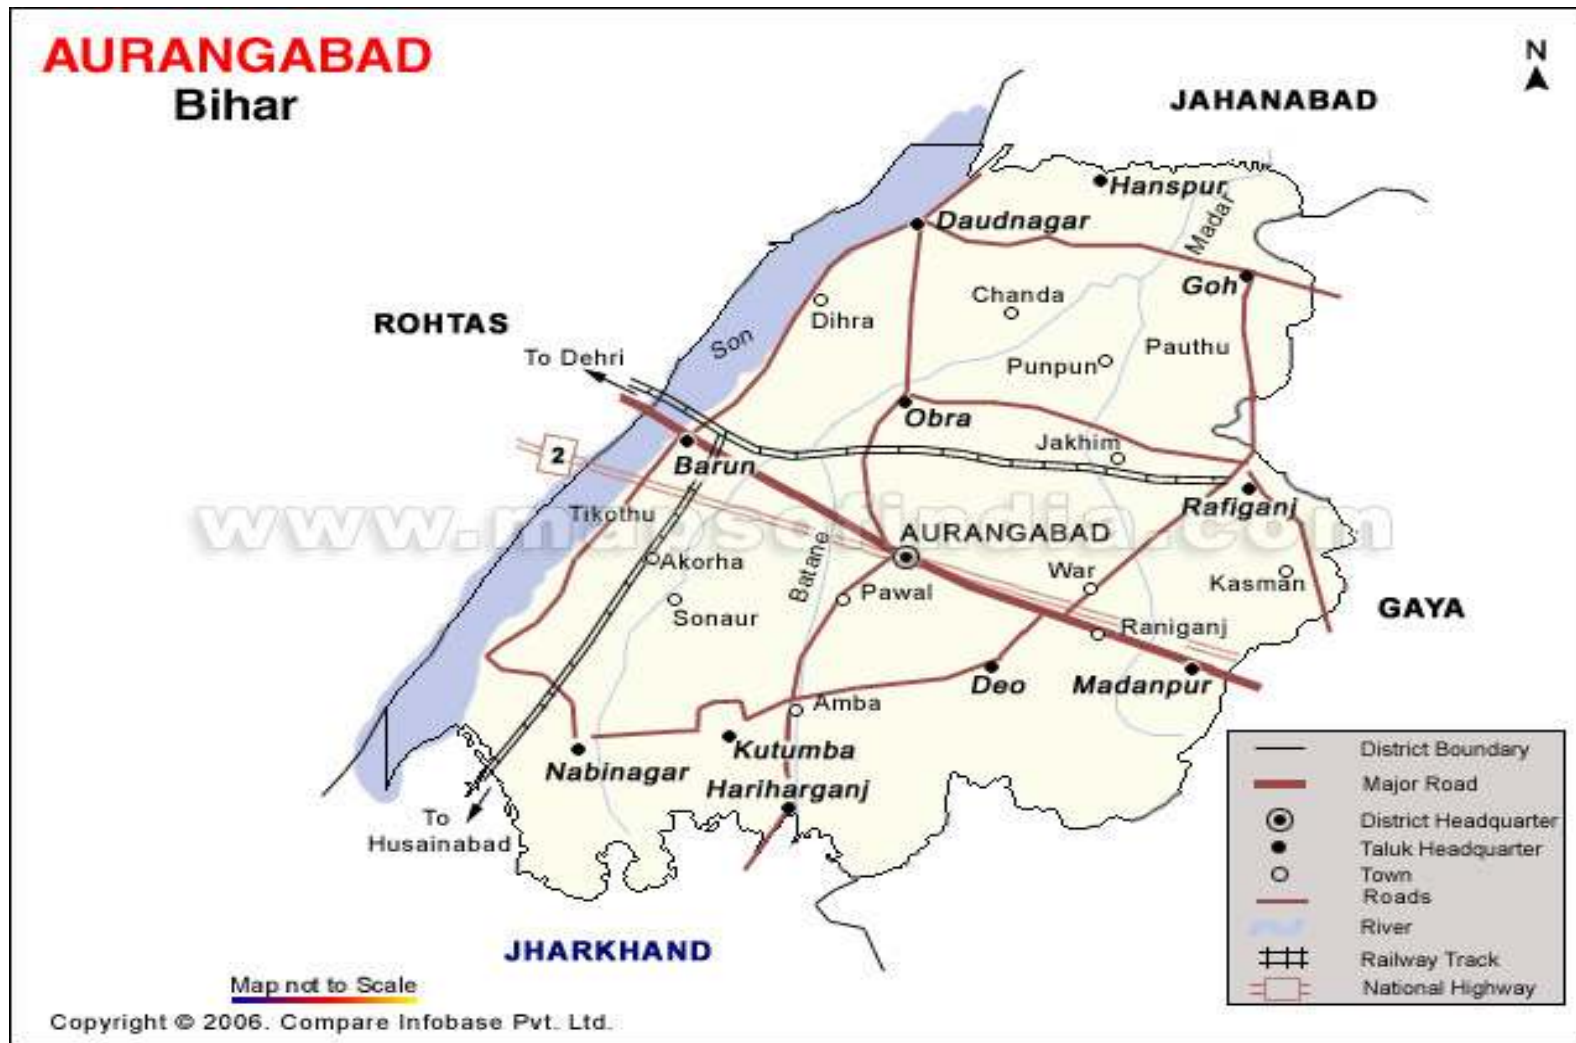 AURANGABAD
Bihar
N
JAHANABAD
Hanspur
Daudnagar
Madar
Goh
Chanda
Dihra
ROHTAS
Son
To Dehri
Pauthu
Punpun
Obra
Jakhim
2
Barun
Rafiganj
Tikothu
www.mapsofindia.com
AURANGABAD
Batane
Akorha
War
Kasman
Pawal
Sonaur
GAYA
Raniganj
Deo
Madanpur
Amba
Kutumba
Nabinagar
Hariharganj
To
Husainabad
JHARKHAND
District Boundary
Major Road
District Headquarter
Taluk Headquarter
Town
Roads
River
Railway Track
National Highway
Map not to Scale
Copyright © 2006. Compare Infobase Pvt. Ltd.